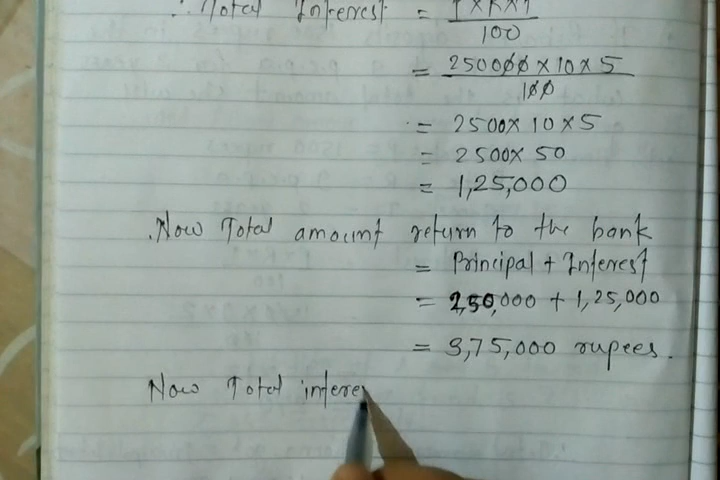 ∴ Total Interest = P×R×T
100
= 250000 × 10 × 5
100
= 2500 × 10 × 5
= 2500 × 50
= 1,25,000
Now Total amount return to the bank
= Principal + Interest
= 2,50,000 + 1,25,000
= 3,75,000 rupees.
Now Total intere